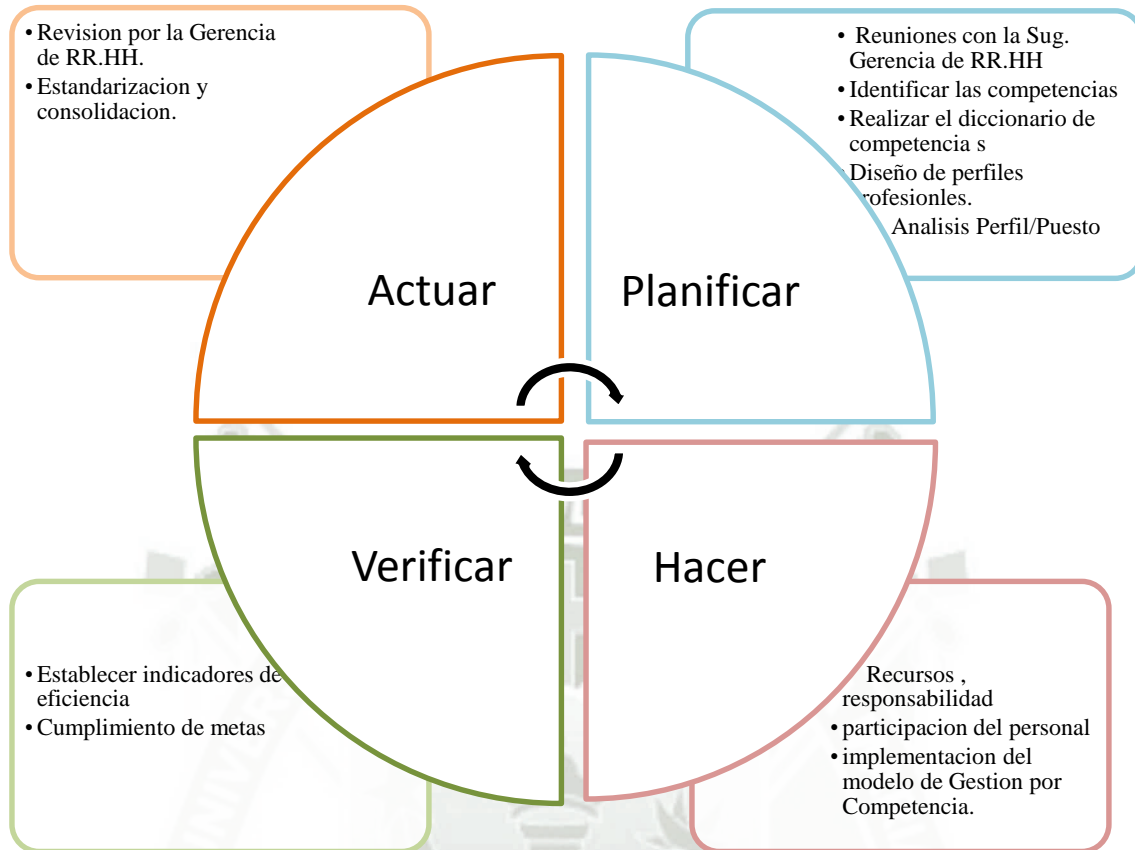 • Revision por la Gerencia
de RR.HH.
• Estandarizacion y
consolidacion.
• Reuniones con la Sug.
Gerencia de RR.HH
• Identificar las competencias
• Realizar el diccionario de
competencia s
• Diseño de perfiles
rofesionles.
Analisis Perfil/Puesto
Actuar
Planificar
Verificar
Hacer
• Establecer indicadores de
eficiencia
• Cumplimiento de metas
Recursos ,
responsabilidad
• participacion del personal
• implementacion del
modelo de Gestion por
Competencia.